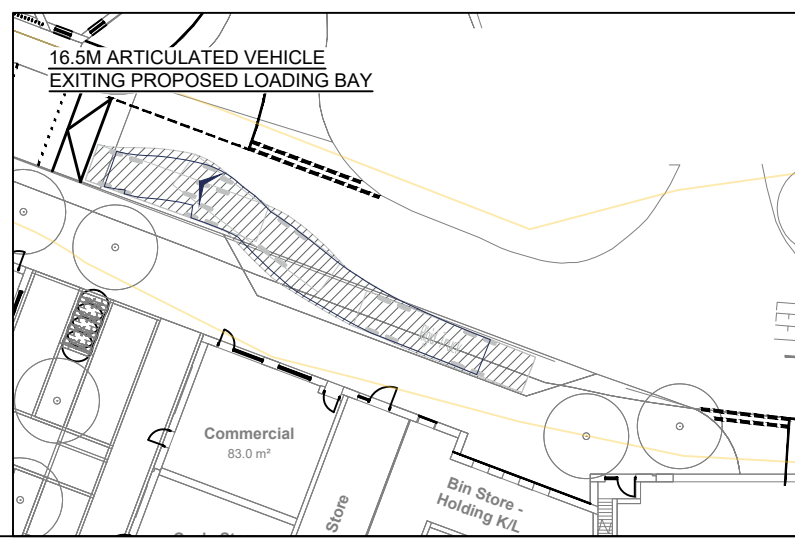 16.5M ARTICULATED VEHICLE
EXITING PROPOSED LOADING BAY
Commercial
83.0 m²
Store
Bin Store -
Holding K/L